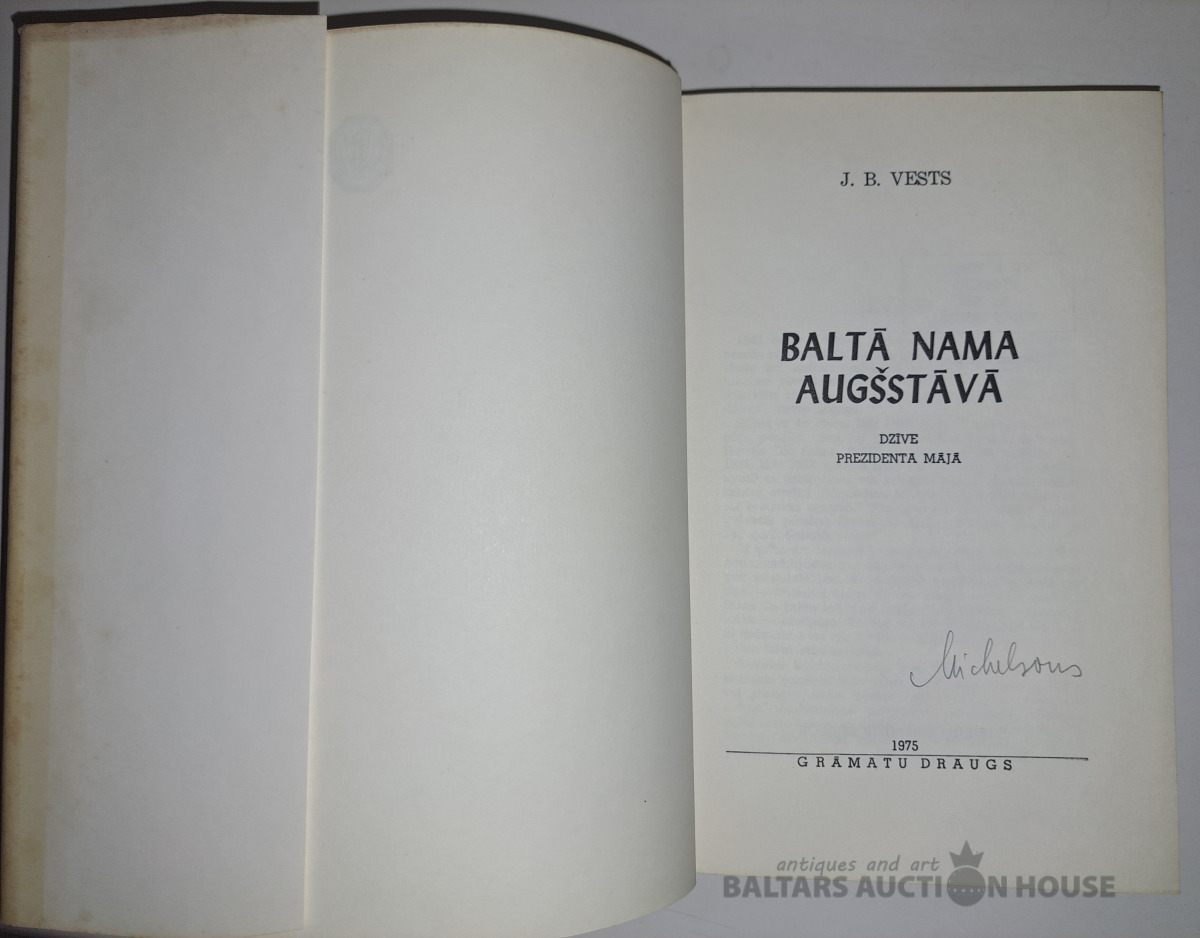 J. B. VESTS
BALTĀ NAMA
AUGŠSTĀVĀ
DZĪVE
PREZIDENTA MĀJĀ
Michelsons
1975
GRĀMATU DRAUGS
antiques and art
BALTARS AUCTION HOUSE